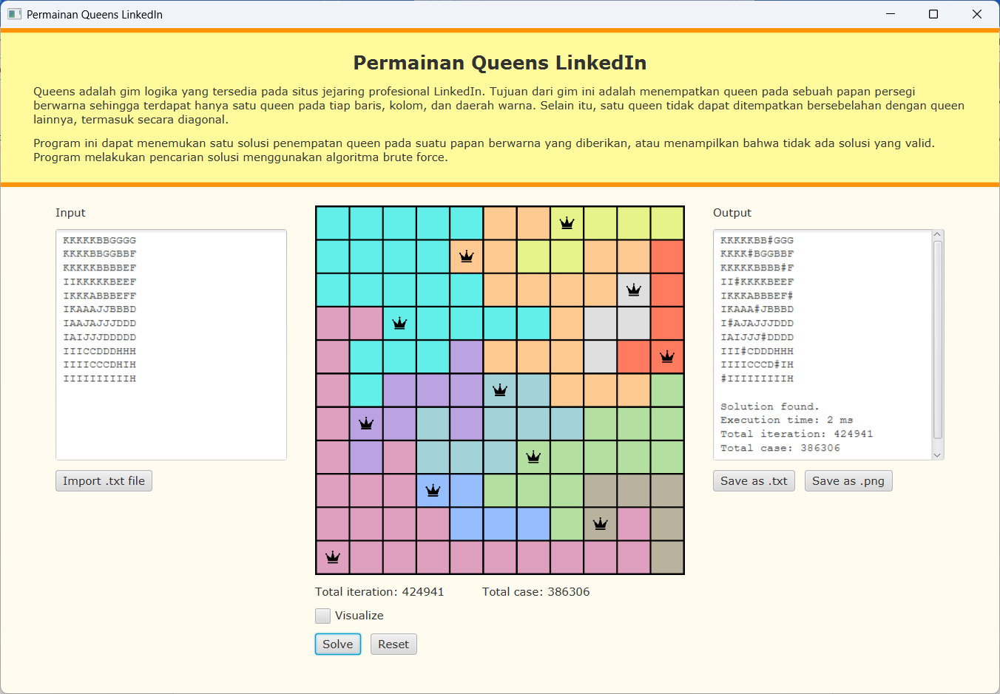 Permainan Queens LinkedIn
Permainan Queens LinkedIn
Queens adalah gim logika yang tersedia pada situs jejaring profesional LinkedIn. Tujuan dari gim ini adalah menempatkan queen pada sebuah papan persegi
berwarna sehingga terdapat hanya satu queen pada tiap baris, kolom, dan daerah warna. Selain itu, satu queen tidak dapat ditempatkan bersebelahan dengan queen
lainnya, termasuk secara diagonal.
Program ini dapat menemukan satu solusi penempatan queen pada suatu papan berwarna yang diberikan, atau menampilkan bahwa tidak ada solusi yang valid.
Program melakukan pencarian solusi menggunakan algoritma brute force.
Input
KKKKKBBGGGG
KKKKBBGGBBF
KKKKKBBBBEF
IIKKKKKBEEF
IKKKABBBEFF
IKAAAJJBBBD
IAAJAJJJDDD
IAIJJJDDDDD
IIICCDDDHHH
IIIICCCDHIH
IIIIIIIIIIH
Import .txt file
Total iteration: 424941
Total case: 386306
Visualize
Solve
Reset
Output
KKKKKBB#GGG
KKKK#BGGBBF
KKKKKBBBB#F
II#KKKKBEEF
IKKKABBBEF#
IKAAA#JBBBD
I#AJAJJJDDD
IAIJJJ#DDDD
III#CDDDHHH
IIIICCCD#IH
#IIIIIIIIIH
Solution found.
Execution time: 2 ms
Total iteration: 424941
Total case: 386306
Save as .txt
Save as .png